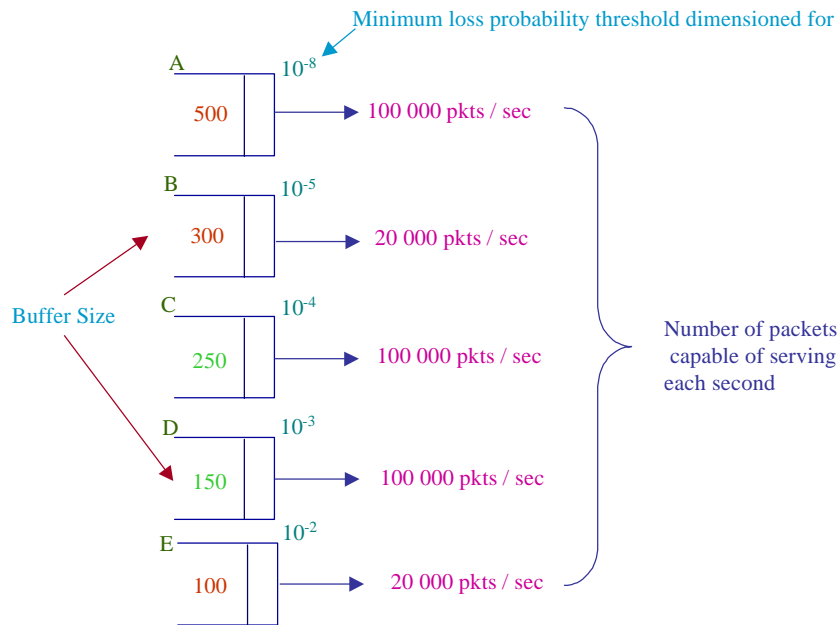 Minimum loss probability threshold dimensioned for
A
10-8
500
100 000 pkts / sec
B
10-5
300
20 000 pkts / sec
C
10-4
Buffer Size
250
100 000 pkts / sec
Number of packets
capable of serving
each second
D
10-3
150
100 000 pkts / sec
E
10-2
100
20 000 pkts / sec